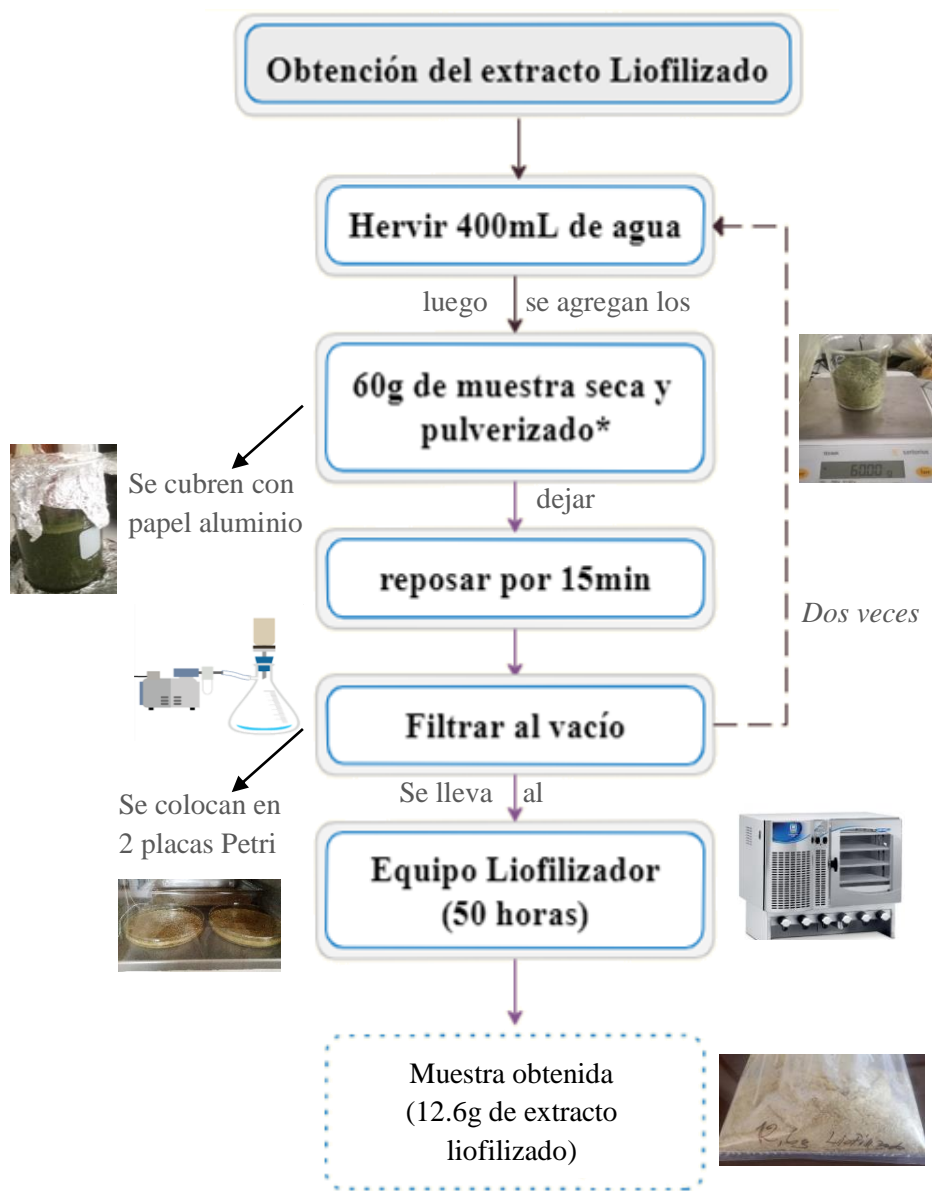 Obtención del extracto Liofilizado
Hervir 400mL de agua
luego se agregan los
60g de muestra seca y
pulverizado*
Se cubren con
papel aluminio
dejar
reposar por 15min
Dos veces
Filtrar al vacío
Se colocan en
2 placas Petri
Se lleva al
Equipo Liofilizador
(50 horas)
Muestra obtenida
(12.6g de extracto
liofilizado)